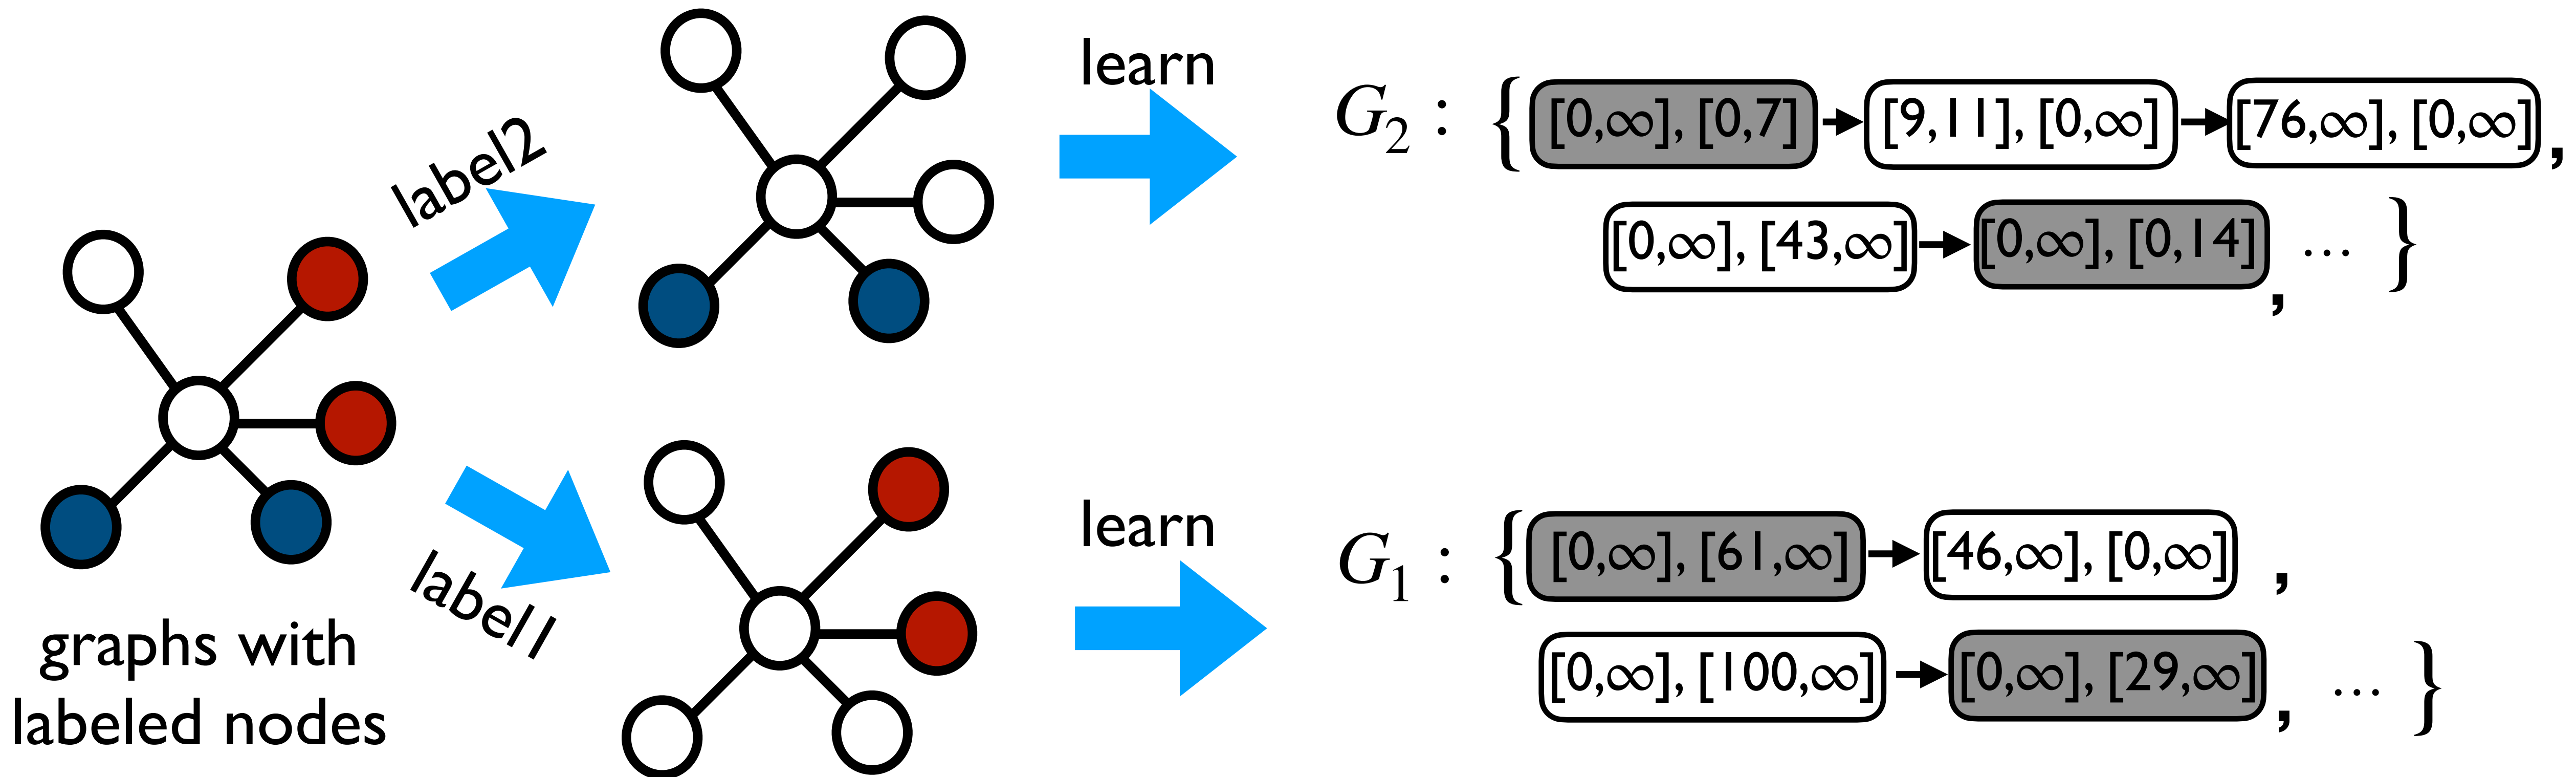 learn
label2
G₂ : { [0,∞], [0,7] → [9,11], [0,∞] → [76,∞], [0,∞] ,
[0,∞], [43,∞] → [0,∞], [0,14] , ... }
graphs with
labeled nodes
label1
learn
G₁ : { [0,∞], [61,∞] → [46,∞], [0,∞] ,
[0,∞], [100,∞] → [0,∞], [29,∞] , ... }